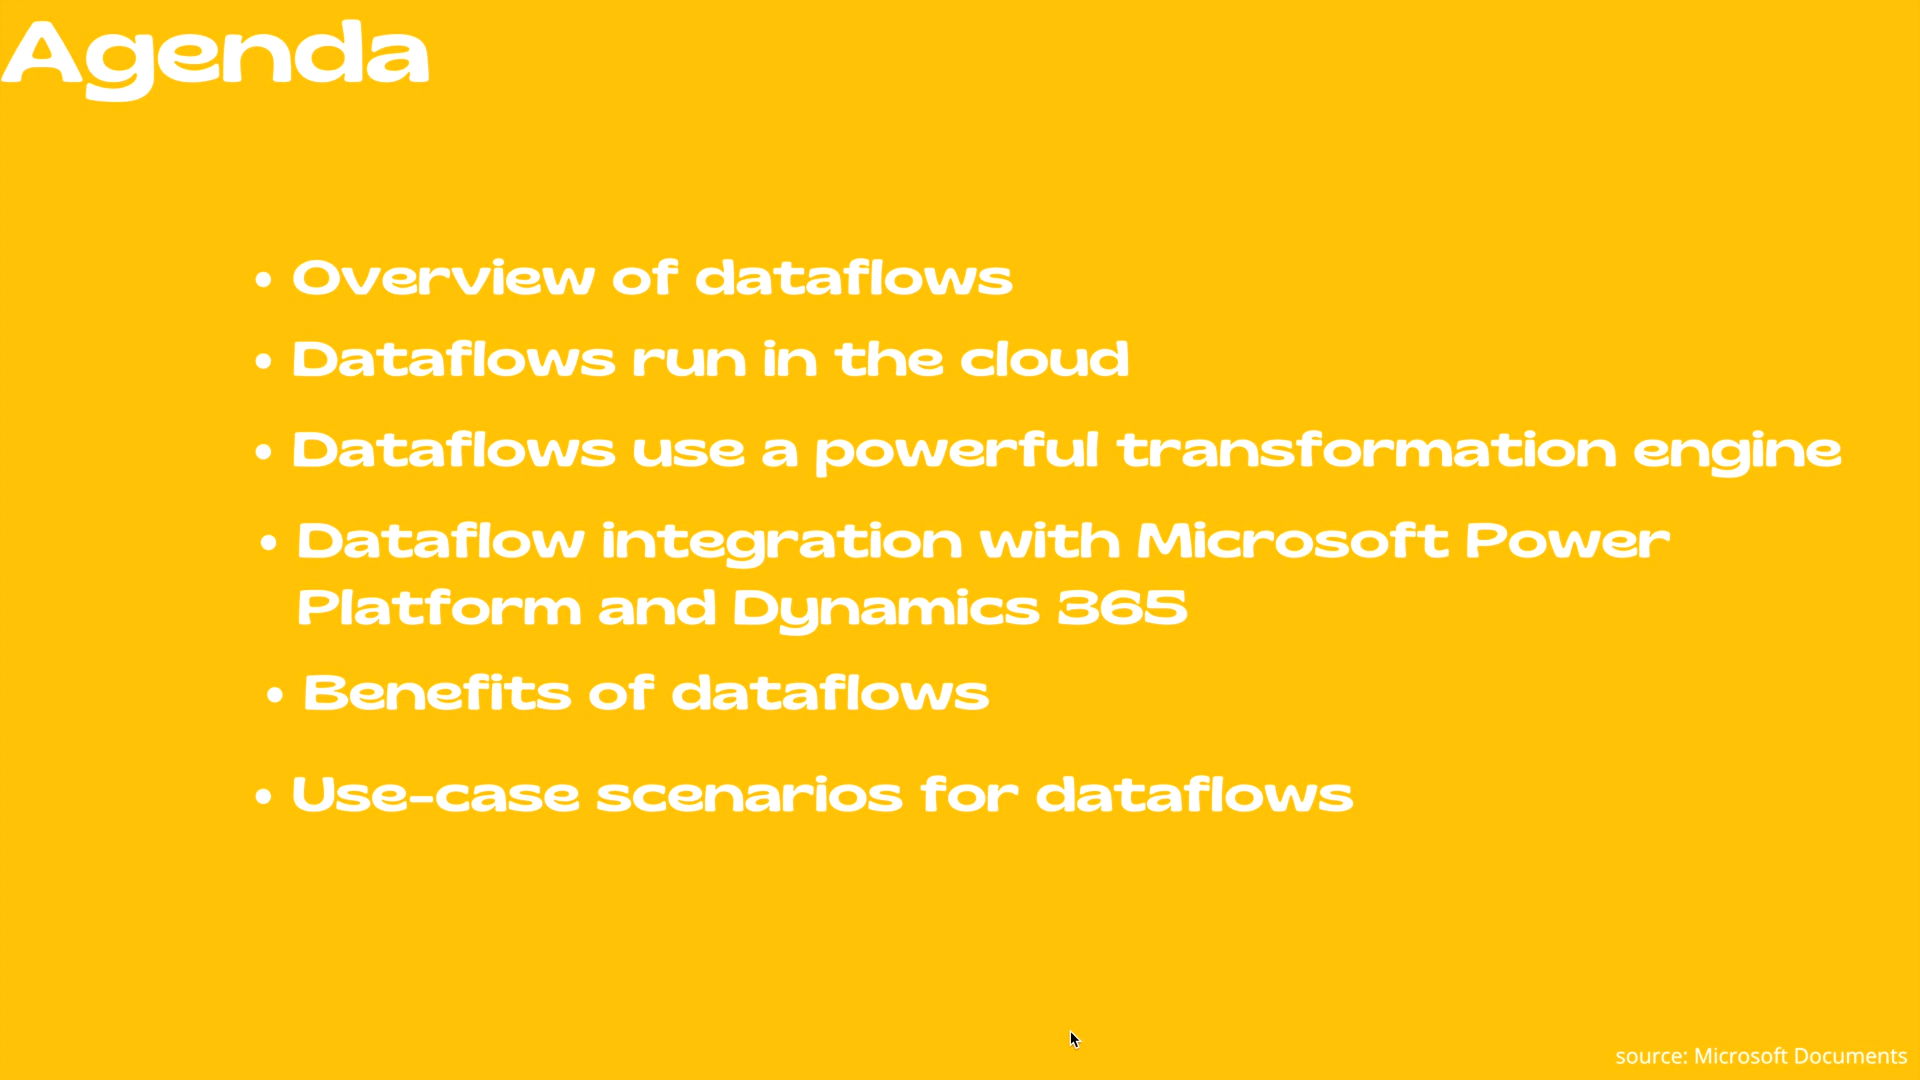 Agenda
• Overview of dataflows
• Dataflows run in the cloud
• Dataflows use a powerful transformation engine
• Dataflow integration with Microsoft Power
Platform and Dynamics 365
• Benefits of dataflows
• Use-case scenarios for dataflows
source: Microsoft Documents